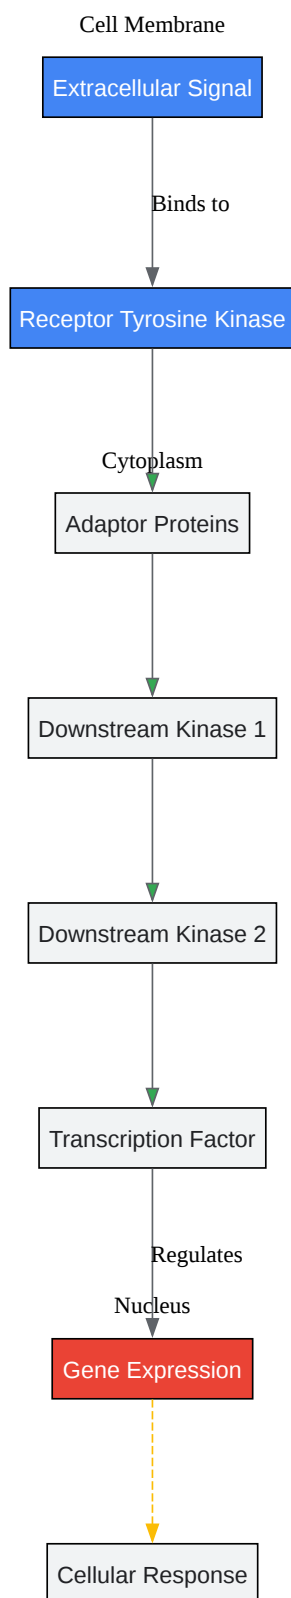 Cell Membrane
Extracellular Signal
Binds to
Receptor Tyrosine Kinase
Cytoplasm
Adaptor Proteins
Downstream Kinase 1
Downstream Kinase 2
Transcription Factor
Regulates
Nucleus
Gene Expression
Cellular Response